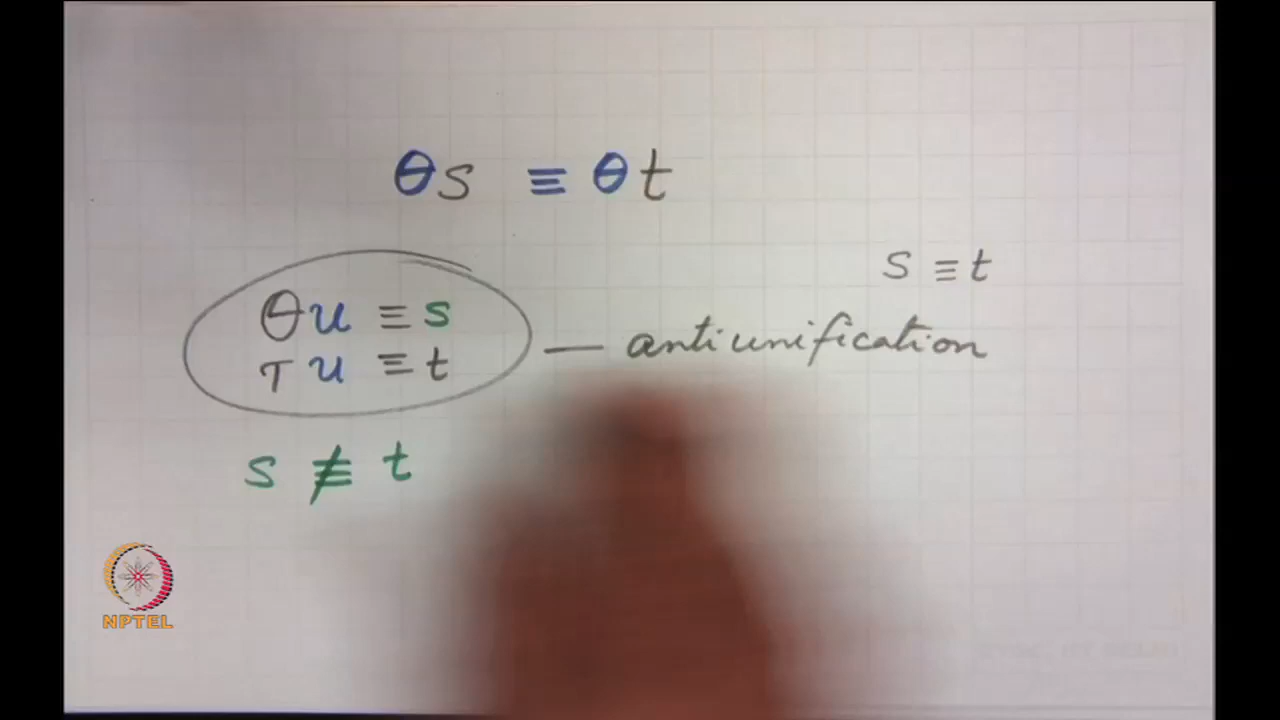 θs ≡ θt
s ≡ t
θu ≡ s
τu ≡ t
— antiunification
s ≢ t
NPTEL